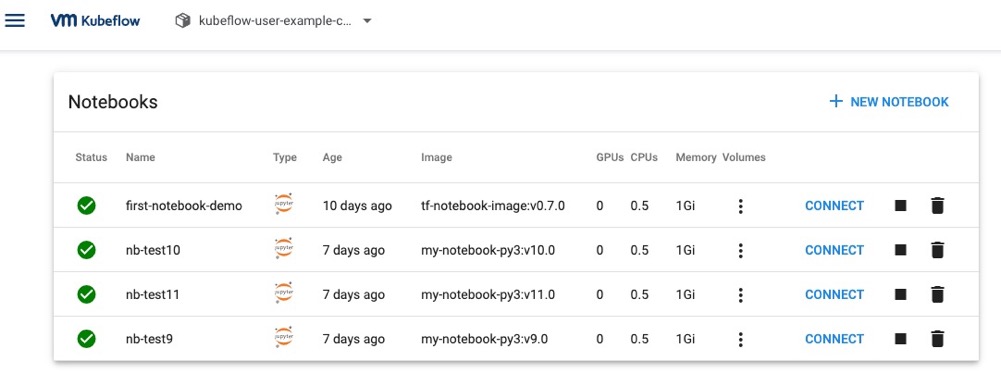 vm Kubeflow kubeflow-user-example-c...
Notebooks + NEW NOTEBOOK
Status Name Type Age Image GPUs CPUs Memory Volumes
first-notebook-demo jupyter 10 days ago tf-notebook-image:v0.7.0 0 0.5 1Gi CONNECT
nb-test10 jupyter 7 days ago my-notebook-py3:v10.0 0 0.5 1Gi CONNECT
nb-test11 jupyter 7 days ago my-notebook-py3:v11.0 0 0.5 1Gi CONNECT
nb-test9 jupyter 7 days ago my-notebook-py3:v9.0 0 0.5 1Gi CONNECT